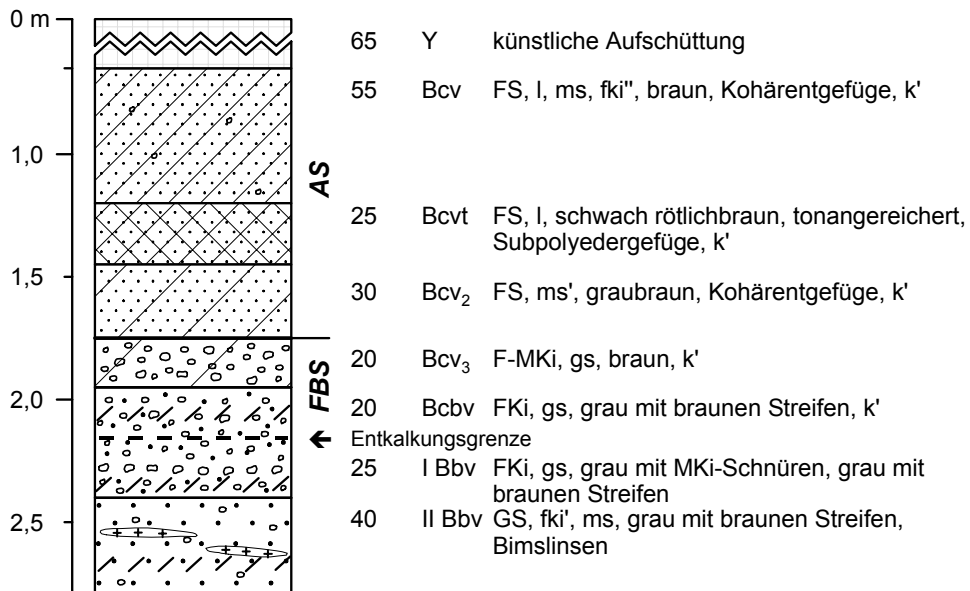 0 m
65 Y künstliche Aufschüttung
55 Bcv FS, l, ms, fki'', braun, Kohärentgefüge, k'
1,0
AS
25 Bcvt FS, l, schwach rötlichbraun, tonangereichert,
Subpolyedergefüge, k'
1,5
30 Bcv₂ FS, ms', graubraun, Kohärentgefüge, k'
20 Bcv₃ F-MKi, gs, braun, k'
FBS
2,0
20 Bcbv FKi, gs, grau mit braunen Streifen, k'
← Entkalkungsgrenze
25 I Bbv FKi, gs, grau mit MKi-Schnüren, grau mit
braunen Streifen
2,5
40 II Bbv GS, fki', ms, grau mit braunen Streifen,
Bimslinsen